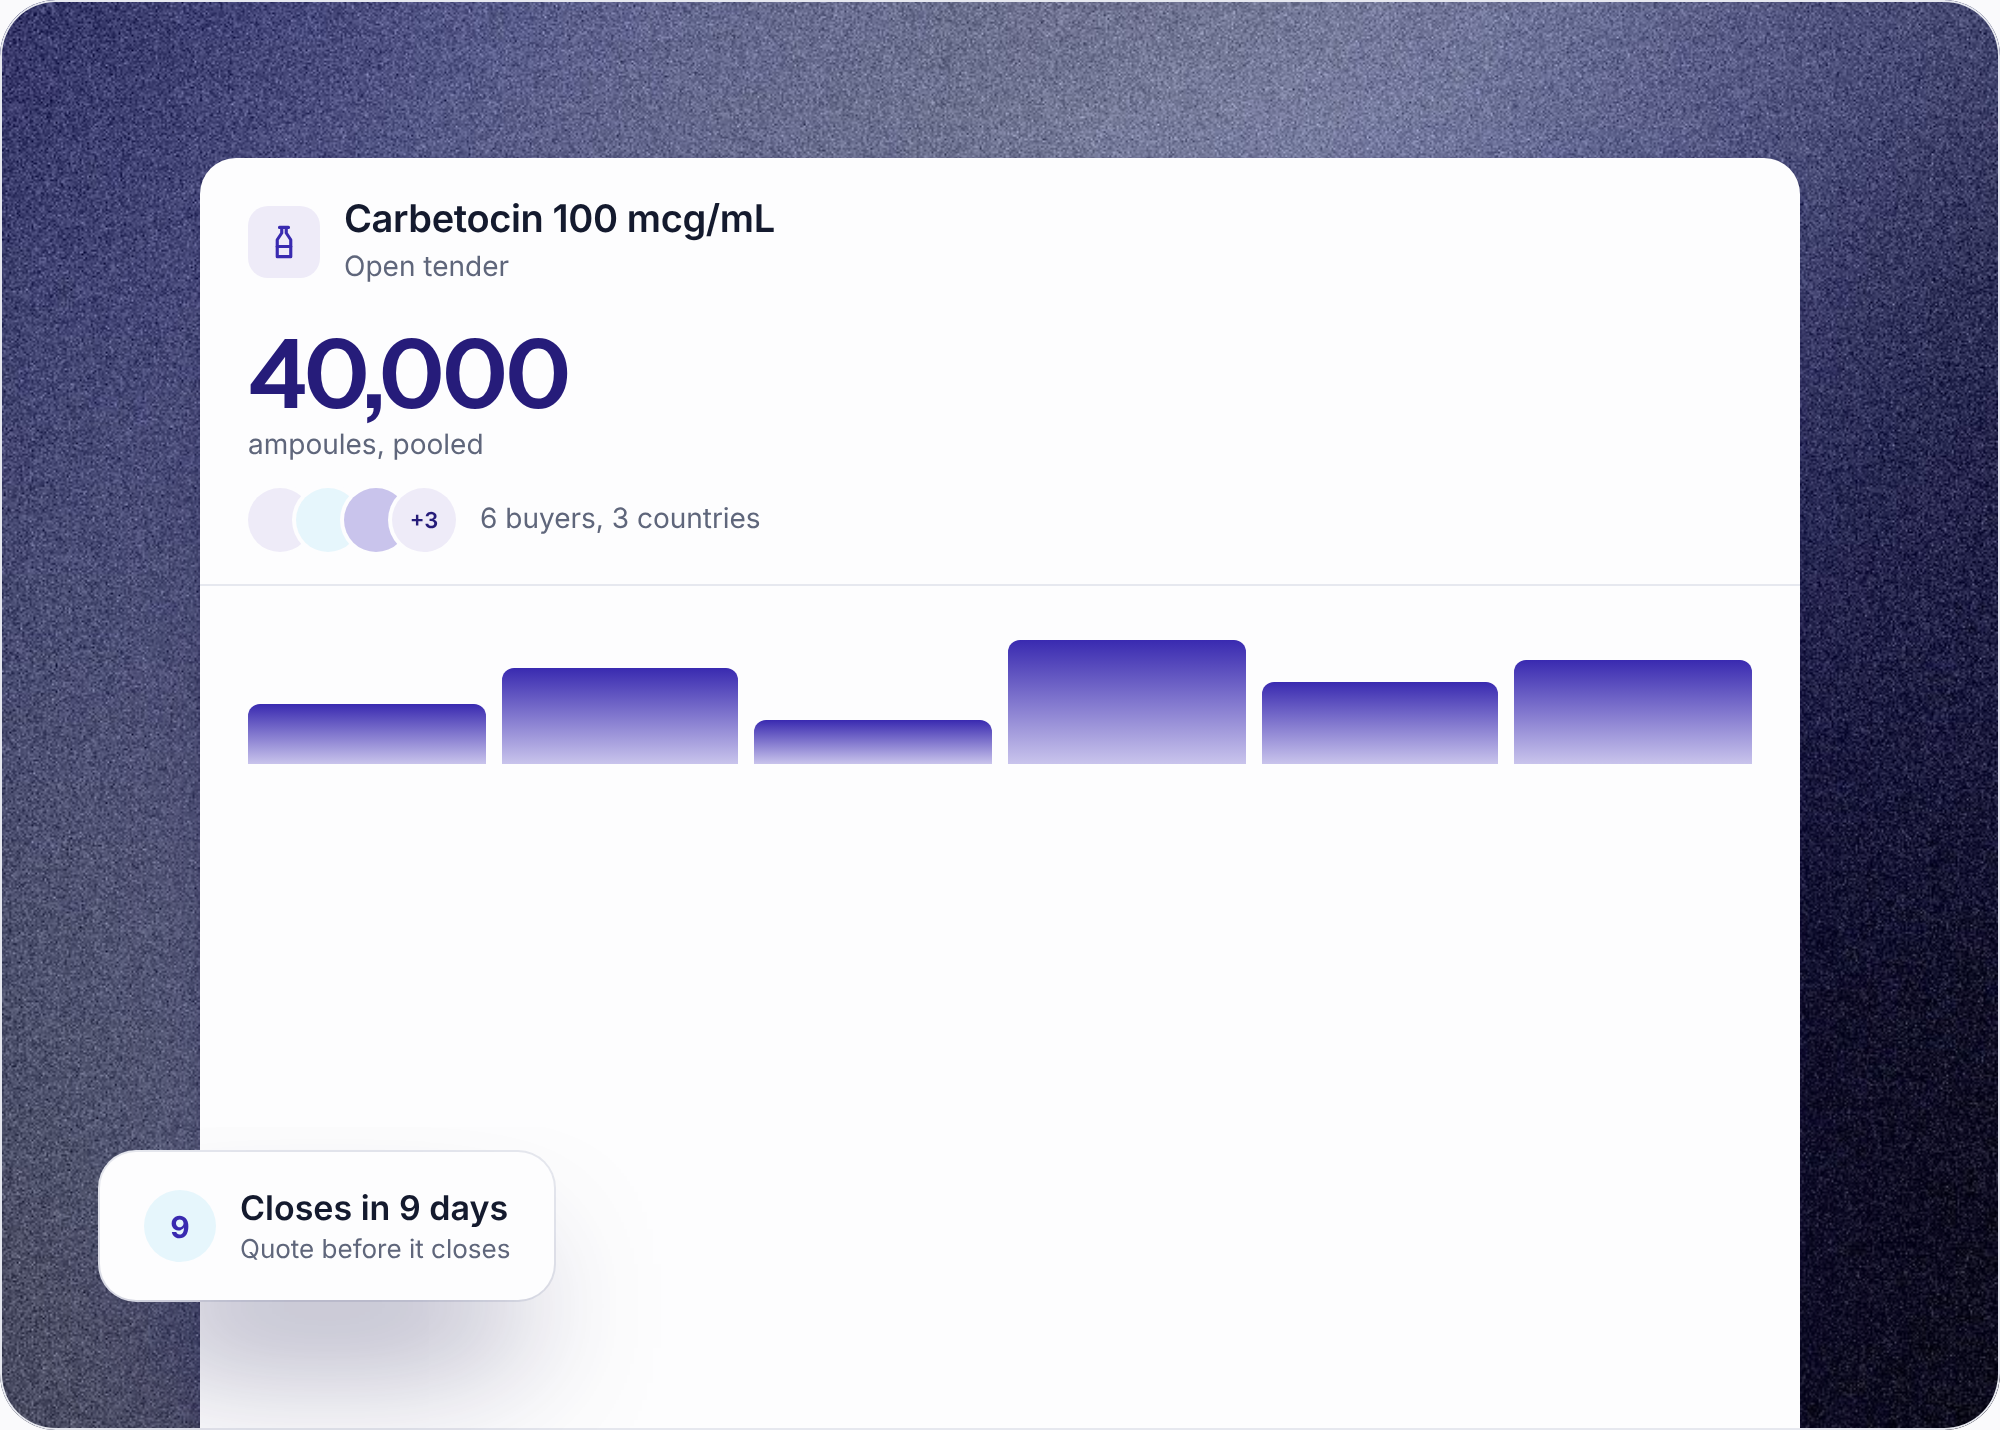 Carbetocin 100 mcg/mL
Open tender
40,000
ampoules, pooled
+3
6 buyers, 3 countries
9
Closes in 9 days
Quote before it closes